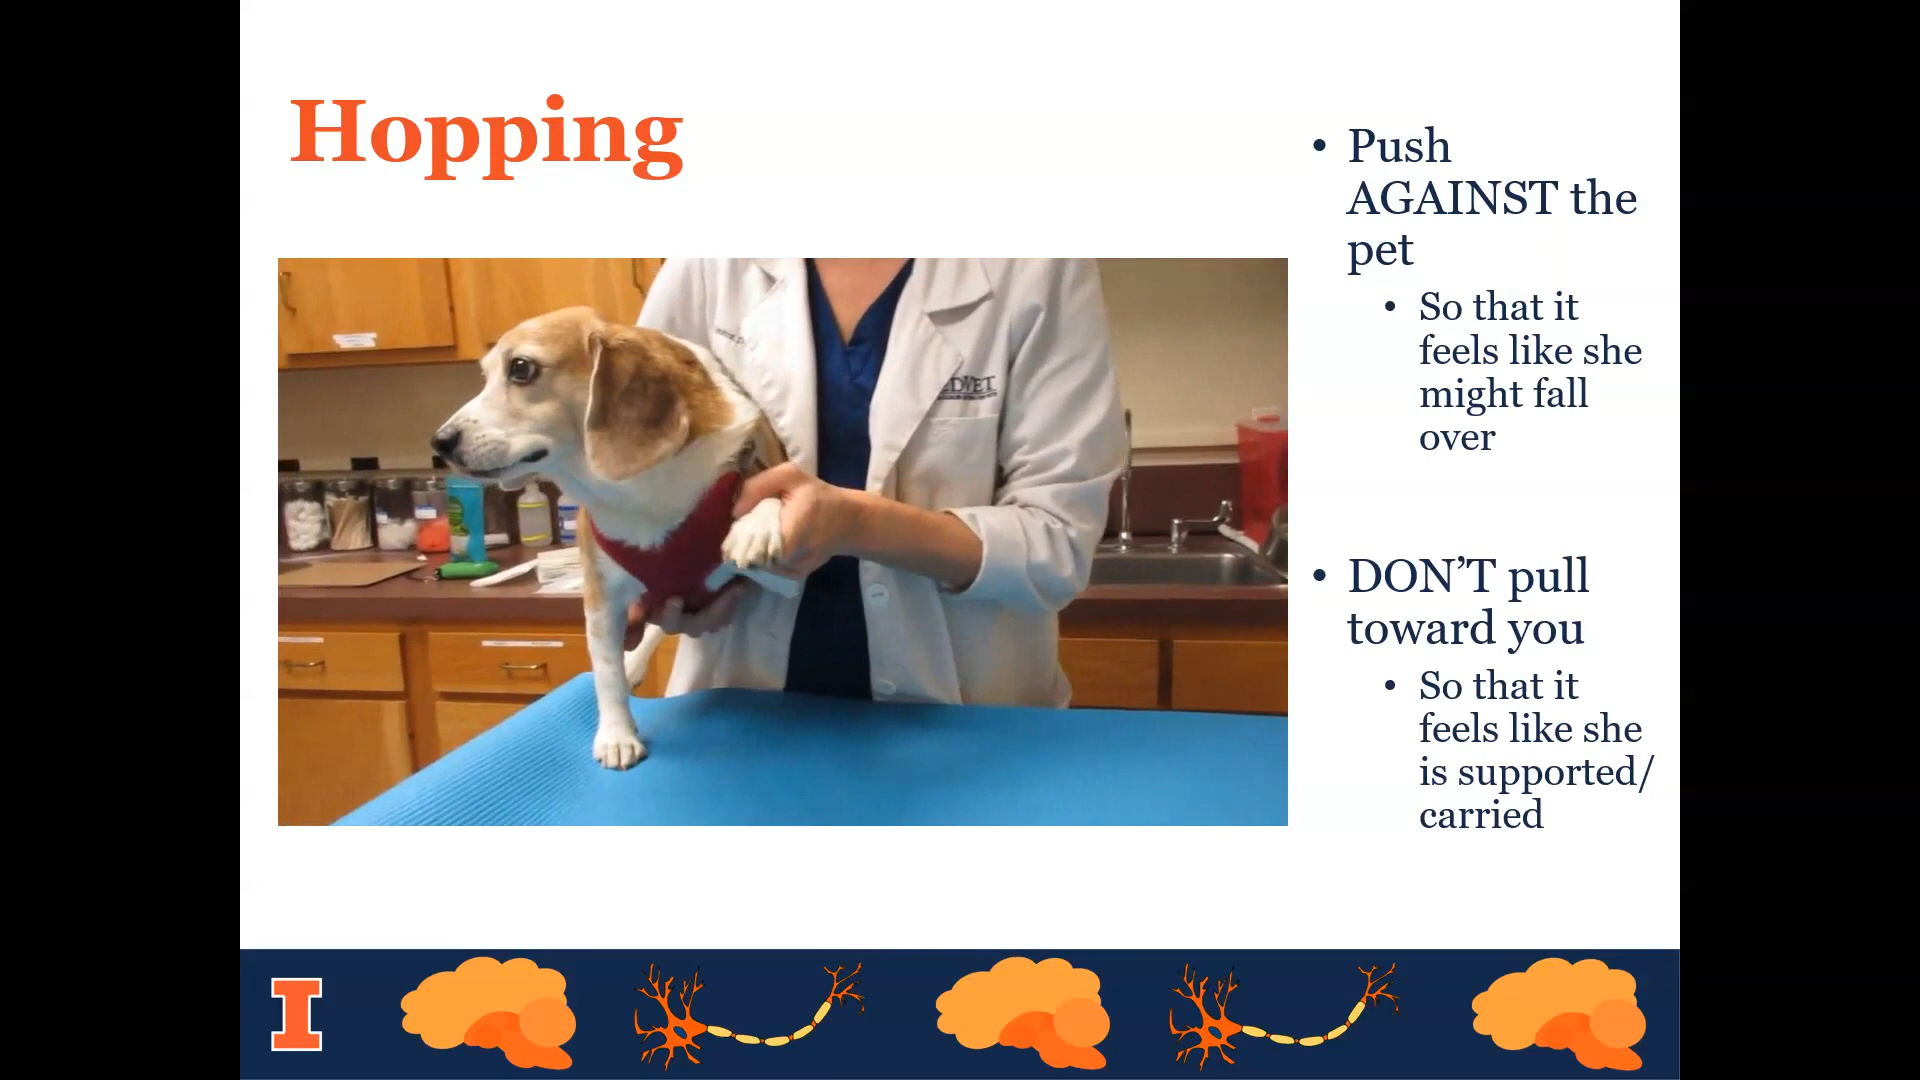 Hopping
• Push
AGAINST the
pet
• So that it
feels like she
might fall
over
• DON’T pull
toward you
• So that it
feels like she
is supported/
carried
I